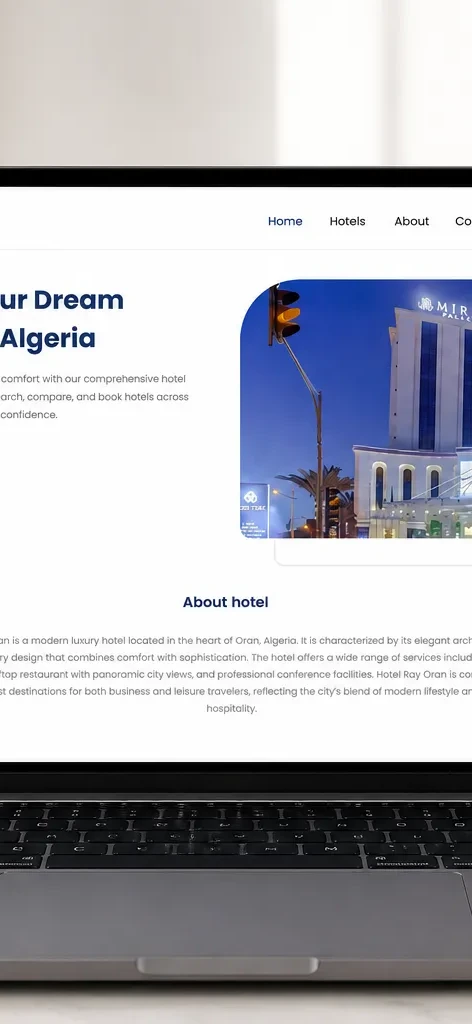 Home Hotels About Co
ur Dream
Algeria
comfort with our comprehensive hotel
arch, compare, and book hotels across
confidence.
MIR
PALAC
About hotel
an is a modern luxury hotel located in the heart of Oran, Algeria. It is characterized by its elegant arch
ry design that combines comfort with sophistication. The hotel offers a wide range of services includ
ftop restaurant with panoramic city views, and professional conference facilities. Hotel Ray Oran is con
st destinations for both business and leisure travelers, reflecting the city's blend of modern lifestyle an
hospitality.